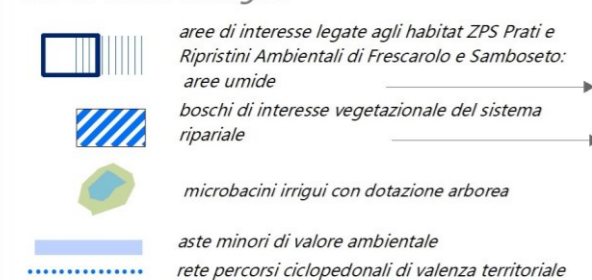 aree di interesse legate agli habitat ZPS Prati e
Ripristini Ambientali di Frescarolo e Samboseto:
aree umide
boschi di interesse vegetazionale del sistema
ripariale
microbacini irrigui con dotazione arborea
aste minori di valore ambientale
rete percorsi ciclopedonali di valenza territoriale